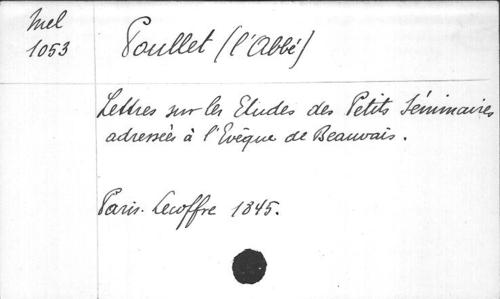 Mel
1053
Poullet (l'Abbé)
Lettres sur les Etudes des Petits Séminaires
adressées à l'Evêque de Beauvais.
Paris. Lecoffre 1845.